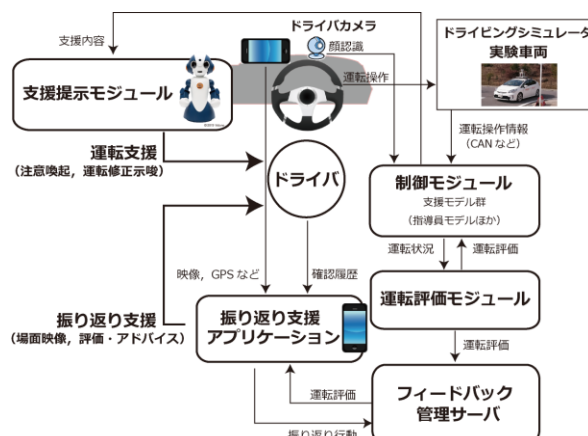 ドライバカメラ
支援内容
顔認識
ドライビングシミュレータ
実験車両
運転操作
支援提示モジュール
運転操作情報
(CANなど)
運転支援
(注意喚起，運転修正示唆)
ドライバ
制御モジュール
支援モデル群
(指導員モデルほか)
映像，GPSなど
確認履歴
運転状況
運転評価
振り返り支援
(場面映像，評価・アドバイス)
振り返り支援
アプリケーション
運転評価モジュール
運転評価
運転評価
フィードバック
管理サーバ
振り返り行動